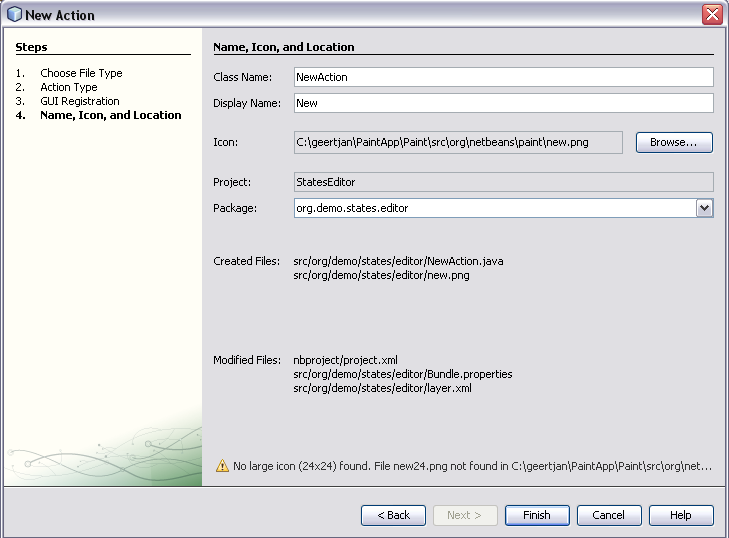 New Action
Steps
1. Choose File Type
2. Action Type
3. GUI Registration
4. Name, Icon, and Location
Name, Icon, and Location
Class Name: NewAction
Display Name: New
Icon: C:\geertjan\PaintApp\Paint\src\org\netbeans\paint\new.png Browse...
Project: StatesEditor
Package: org.demo.states.editor
Created Files: src/org/demo/states/editor/NewAction.java
src/org/demo/states/editor/new.png
Modified Files: nbproject/project.xml
src/org/demo/states/editor/Bundle.properties
src/org/demo/states/editor/layer.xml
No large icon (24x24) found. File new24.png not found in C:\geertjan\PaintApp\Paint\src\org\net...
< Back Next > Finish Cancel Help